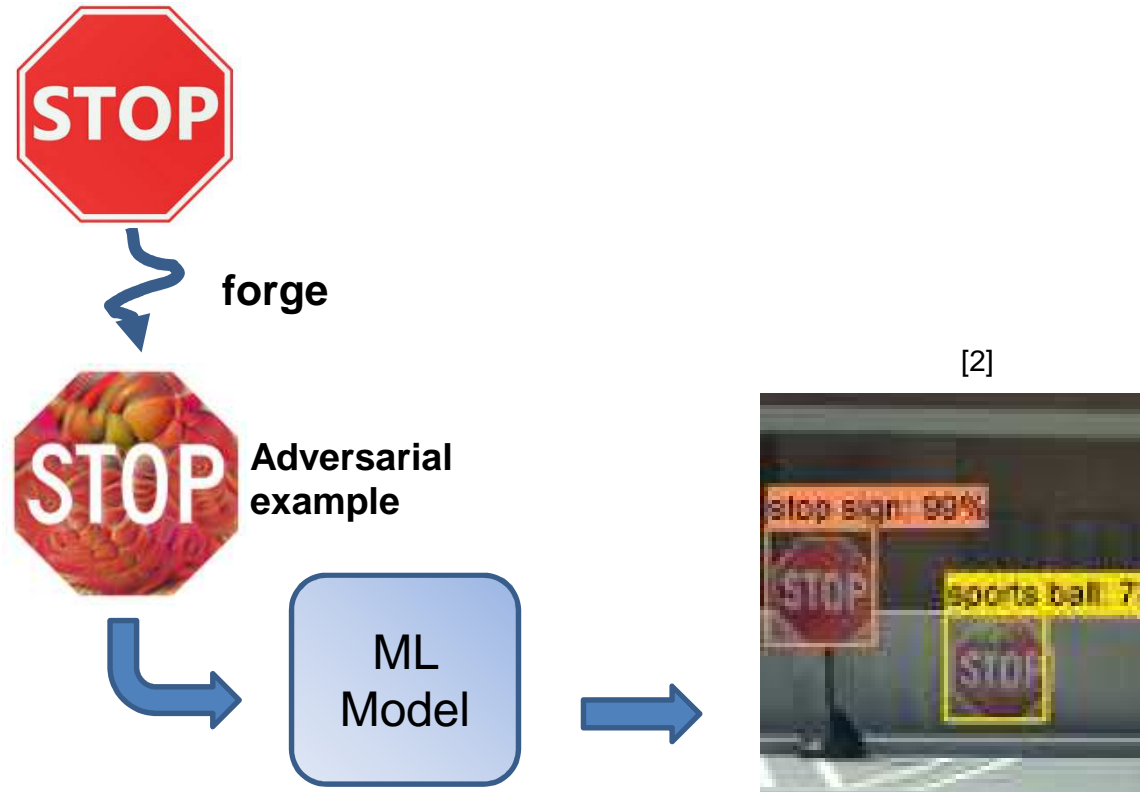 STOP
forge
STOP
Adversarial
example
ML
Model
[2]
stop sign: 99%
sports ball: 7
STOP
STOP